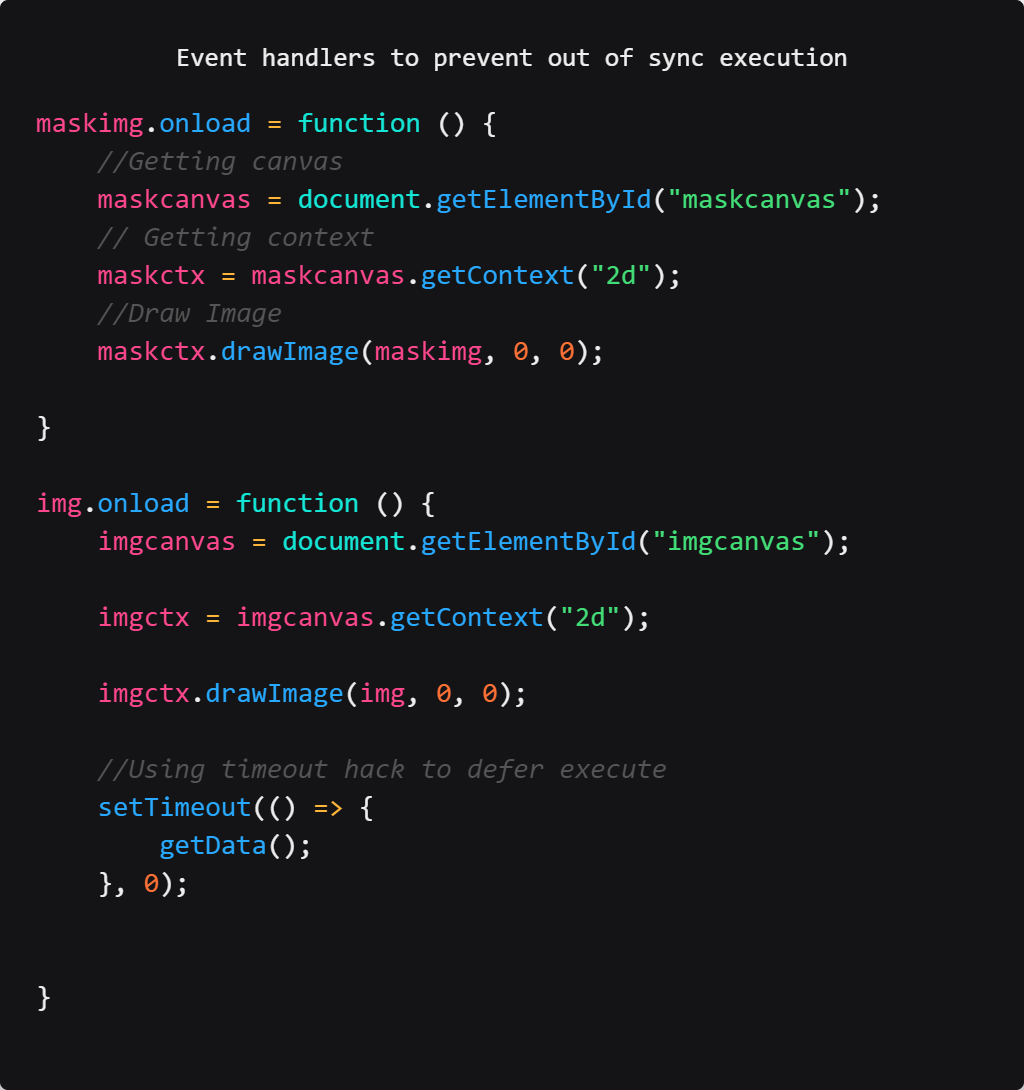 Event handlers to prevent out of sync execution
maskimg.onload = function () {
    //Getting canvas
    maskcanvas = document.getElementById("maskcanvas");
    // Getting context
    maskctx = maskcanvas.getContext("2d");
    //Draw Image
    maskctx.drawImage(maskimg, 0, 0);
}
img.onload = function () {
    imgcanvas = document.getElementById("imgcanvas");
    imgctx = imgcanvas.getContext("2d");
    imgctx.drawImage(img, 0, 0);
    //Using timeout hack to defer execute
    setTimeout(() => {
        getData();
    }, 0);
}